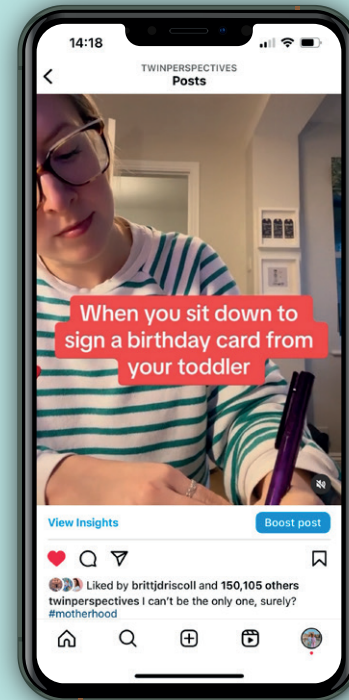 14:18
TWINPERSPECTIVES
Posts
When you sit down to
sign a birthday card from
your toddler
View Insights
Boost post
Liked by brittjdriscoll and 150,105 others
twinperspectives I can't be the only one, surely?
#motherhood